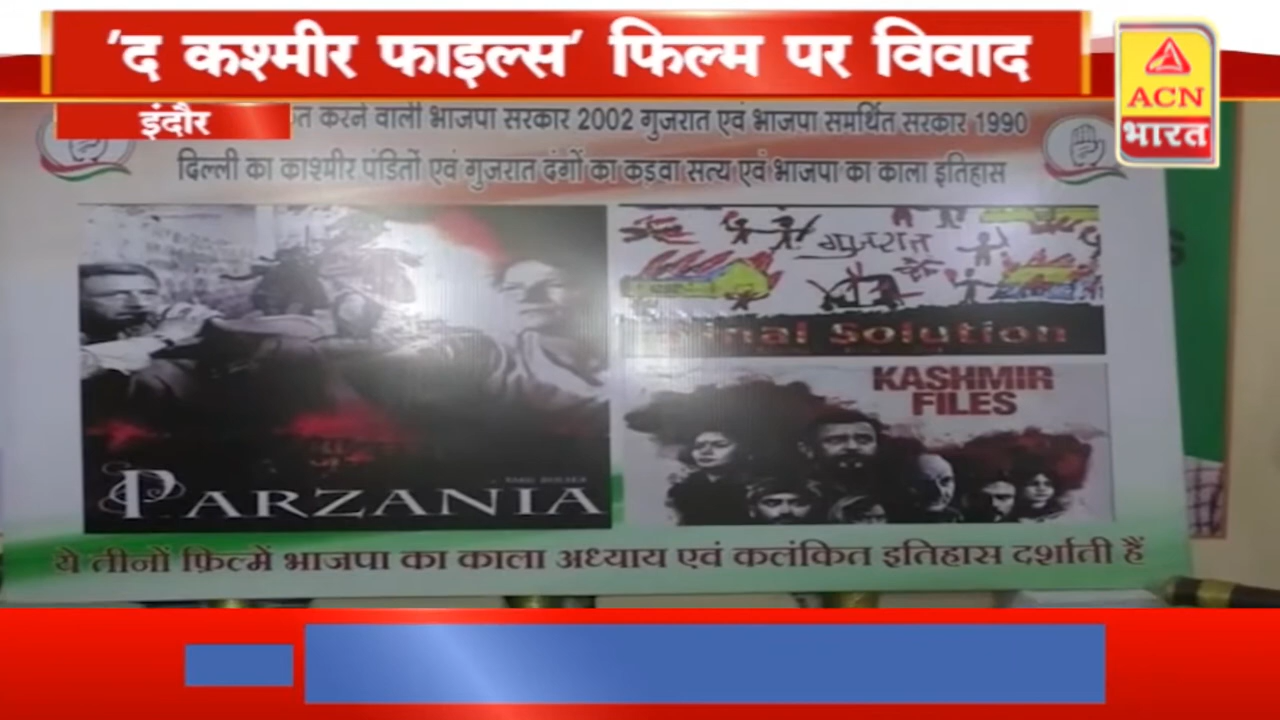 'द कश्मीर फाइल्स' फिल्म पर विवाद
ACN
भारत
इंदौर
करने वाली भाजपा सरकार 2002 गुजरात एवं भाजपा समर्थित सरकार 1990
दिल्ली का काश्मीर पंडितों एवं गुजरात दंगों का कड़वा सत्य एवं भाजपा का काला इतिहास
गुजरात
Final Solution
KASHMIR
FILES
PARZANIA
ये तीनों फ़िल्में भाजपा का काला अध्याय एवं कलंकित इतिहास दर्शाती हैं